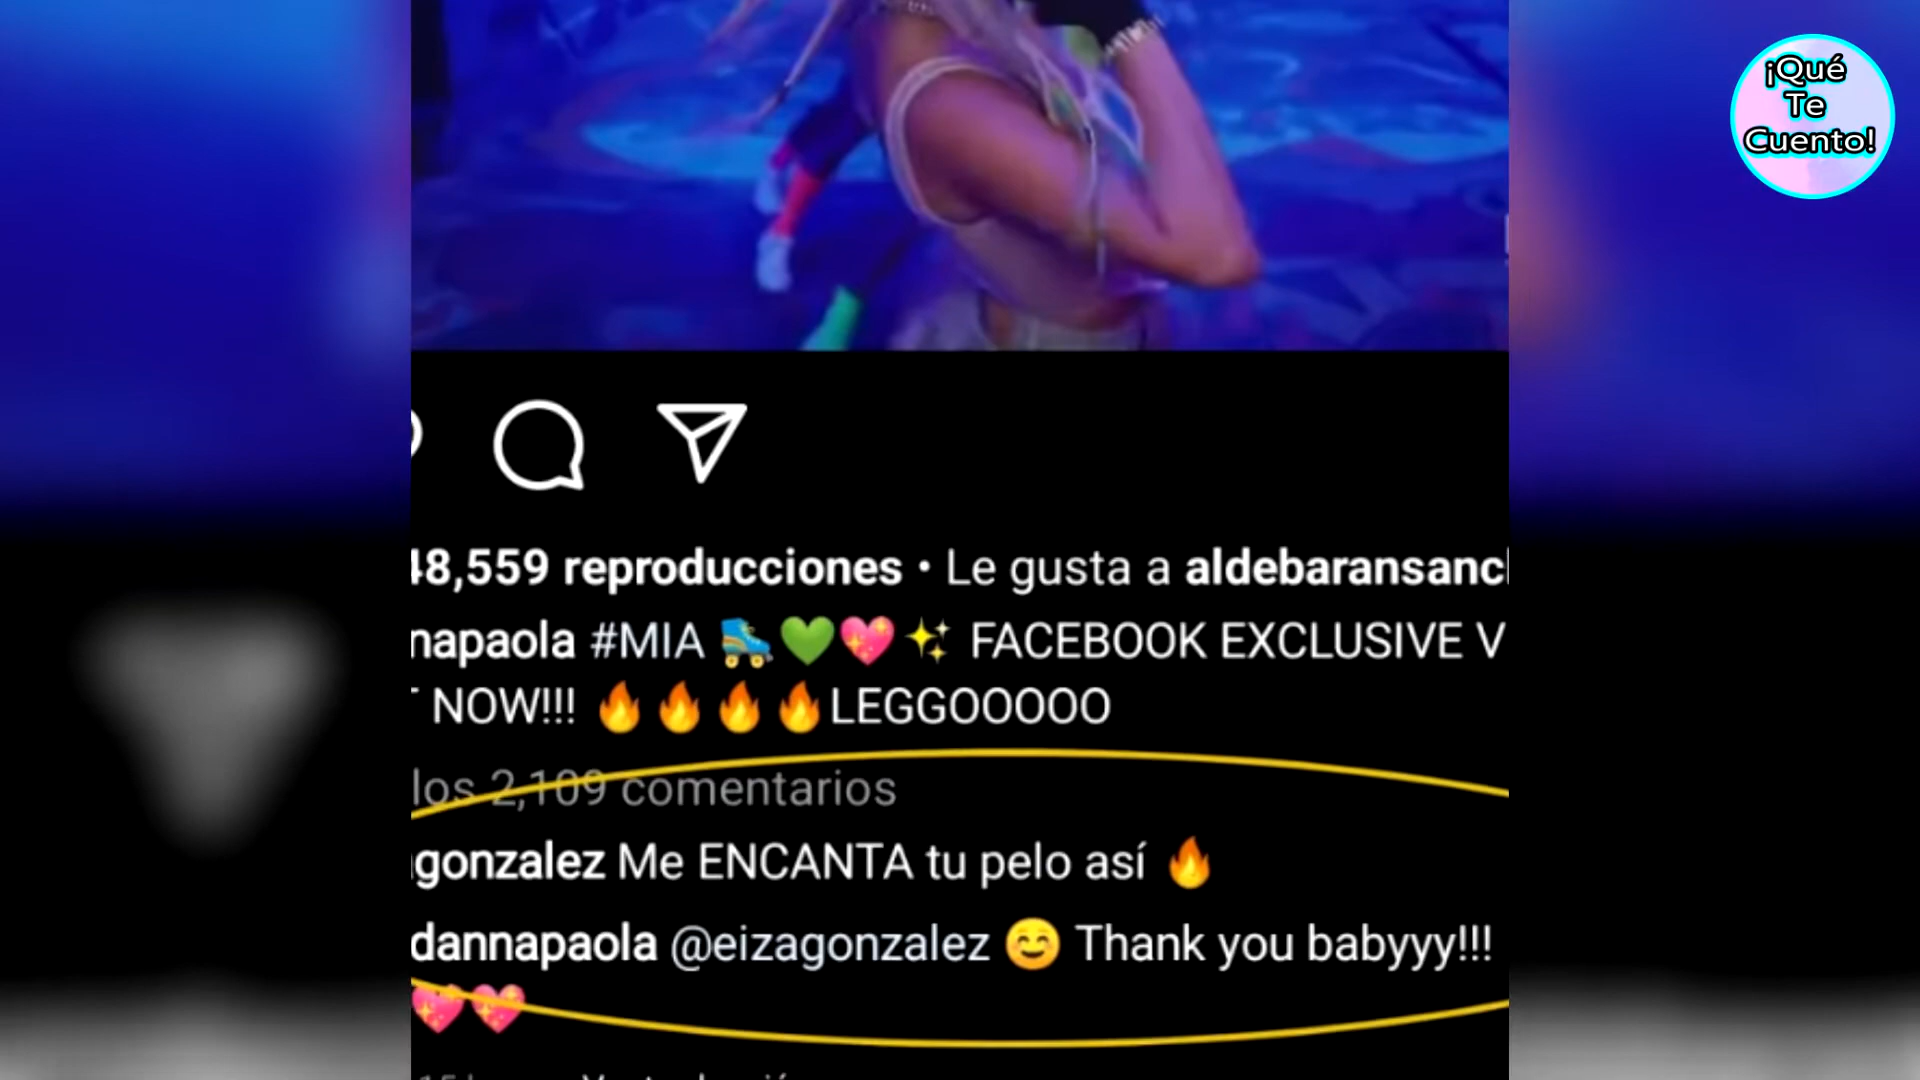 ¡Qué
Te
Cuento!
48,559 reproducciones • Le gusta a aldebaransanc
napaola #MIA 🛼💚💖✨ FACEBOOK EXCLUSIVE V
NOW!!! 🔥🔥🔥🔥LEGGOOOOO
los 2,109 comentarios
gonzalez Me ENCANTA tu pelo así 🔥
dannapaola @eizagonzalez 😊 Thank you babyyy!!!
💖💖